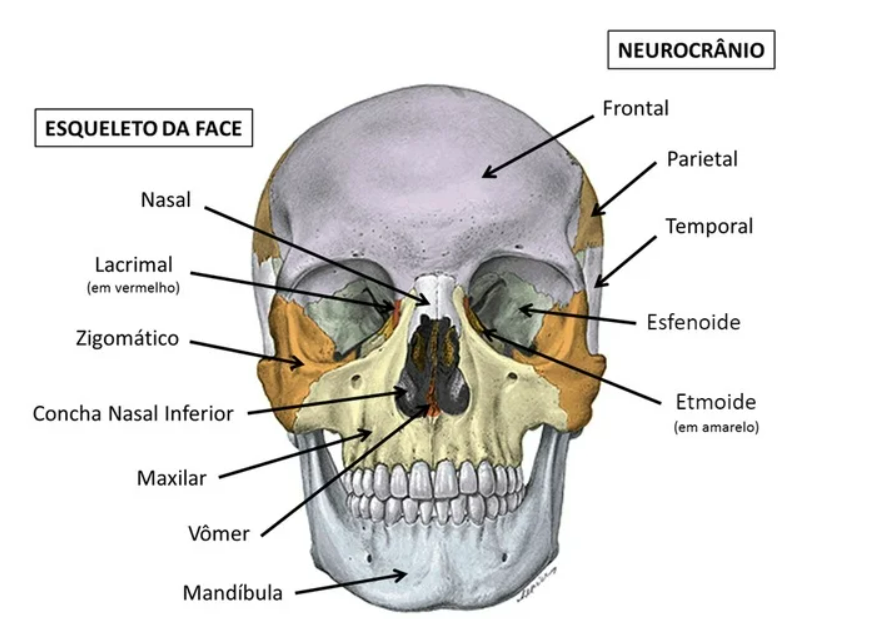 NEUROCRÂNIO
Frontal
Parietal
Temporal
Esfenoide
Etmoide
(em amarelo)
ESQUELETO DA FACE
Nasal
Lacrimal
(em vermelho)
Zigomático
Concha Nasal Inferior
Maxilar
Vômer
Mandíbula